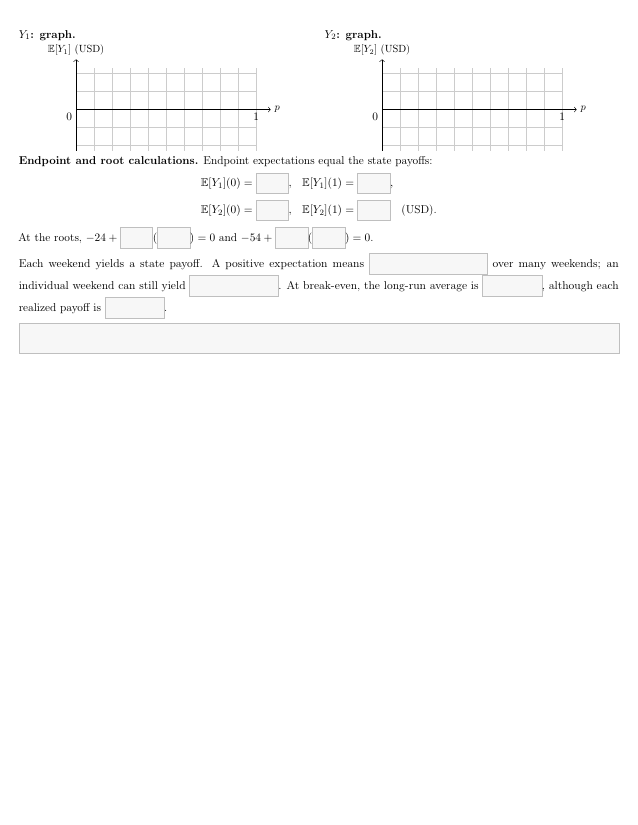 Y₁: graph.
𝔼[Y₁] (USD)
0
1
p
Y₂: graph.
𝔼[Y₂] (USD)
0
1
p
Endpoint and root calculations. Endpoint expectations equal the state payoffs:
𝔼[Y₁](0) = , 𝔼[Y₁](1) = ,
𝔼[Y₂](0) = , 𝔼[Y₂](1) = (USD).
At the roots, −24 + ( ) = 0 and −54 + ( ) = 0.
Each weekend yields a state payoff. A positive expectation means over many weekends; an
individual weekend can still yield . At break-even, the long-run average is , although each
realized payoff is .